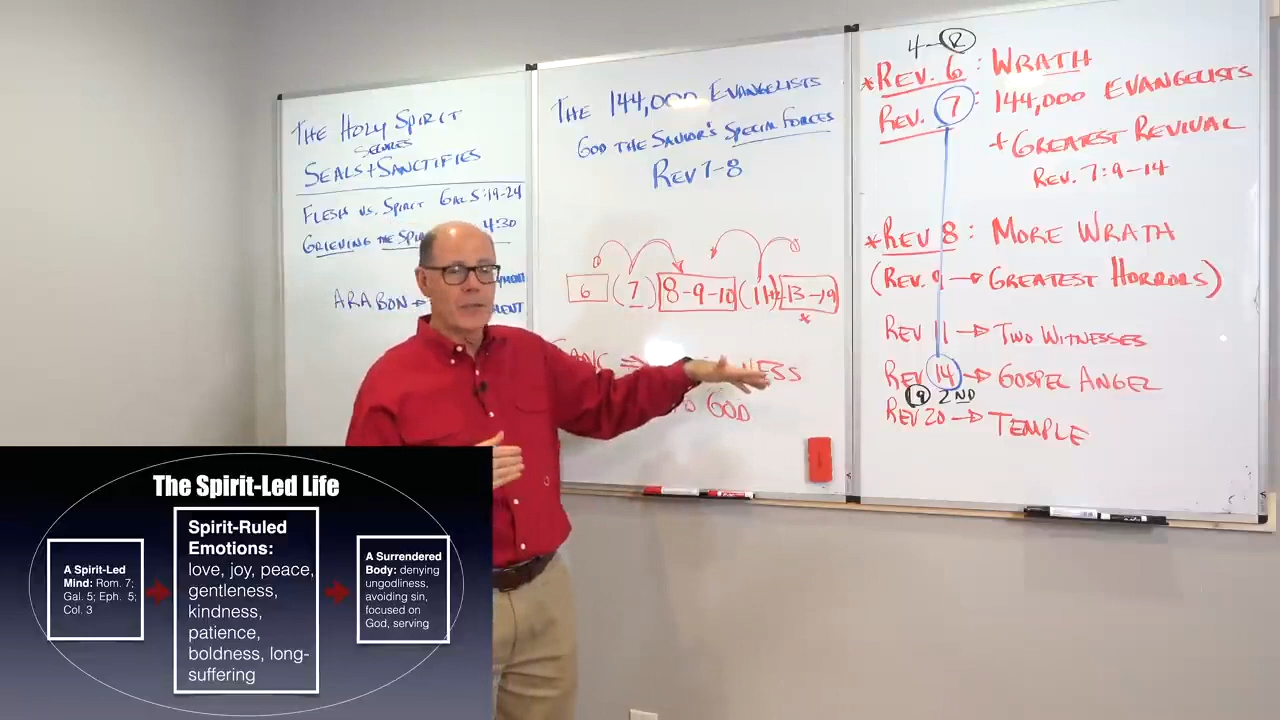 THE HOLY SPIRIT
SECURES
SEALS + SANCTIFIES
FLESH VS. SPIRIT GAL 5:19-24
GRIEVING THE SPI 4:30
ARABON →
THE 144,000 EVANGELISTS
GOD THE SAVIOR'S SPECIAL FORCES
REV 7-8
6 (7) 8-9-10 (11 13-19
*
NESS
GOD
4-R
*REV. 6: WRATH
REV. 7: 144,000 EVANGELISTS
+ GREATEST REVIVAL
REV. 7:9-14
*REV 8: MORE WRATH
(REV. 9 → GREATEST HORRORS)
REV 11 → TWO WITNESSES
REV 14 → GOSPEL ANGEL
19 2ND
REV 20 → TEMPLE
The Spirit-Led Life
A Spirit-Led
Mind: Rom. 7;
Gal. 5; Eph. 5;
Col. 3
Spirit-Ruled
Emotions:
love, joy, peace,
gentleness,
kindness,
patience,
boldness, long-
suffering
A Surrendered
Body: denying
ungodliness,
avoiding sin,
focused on
God, serving